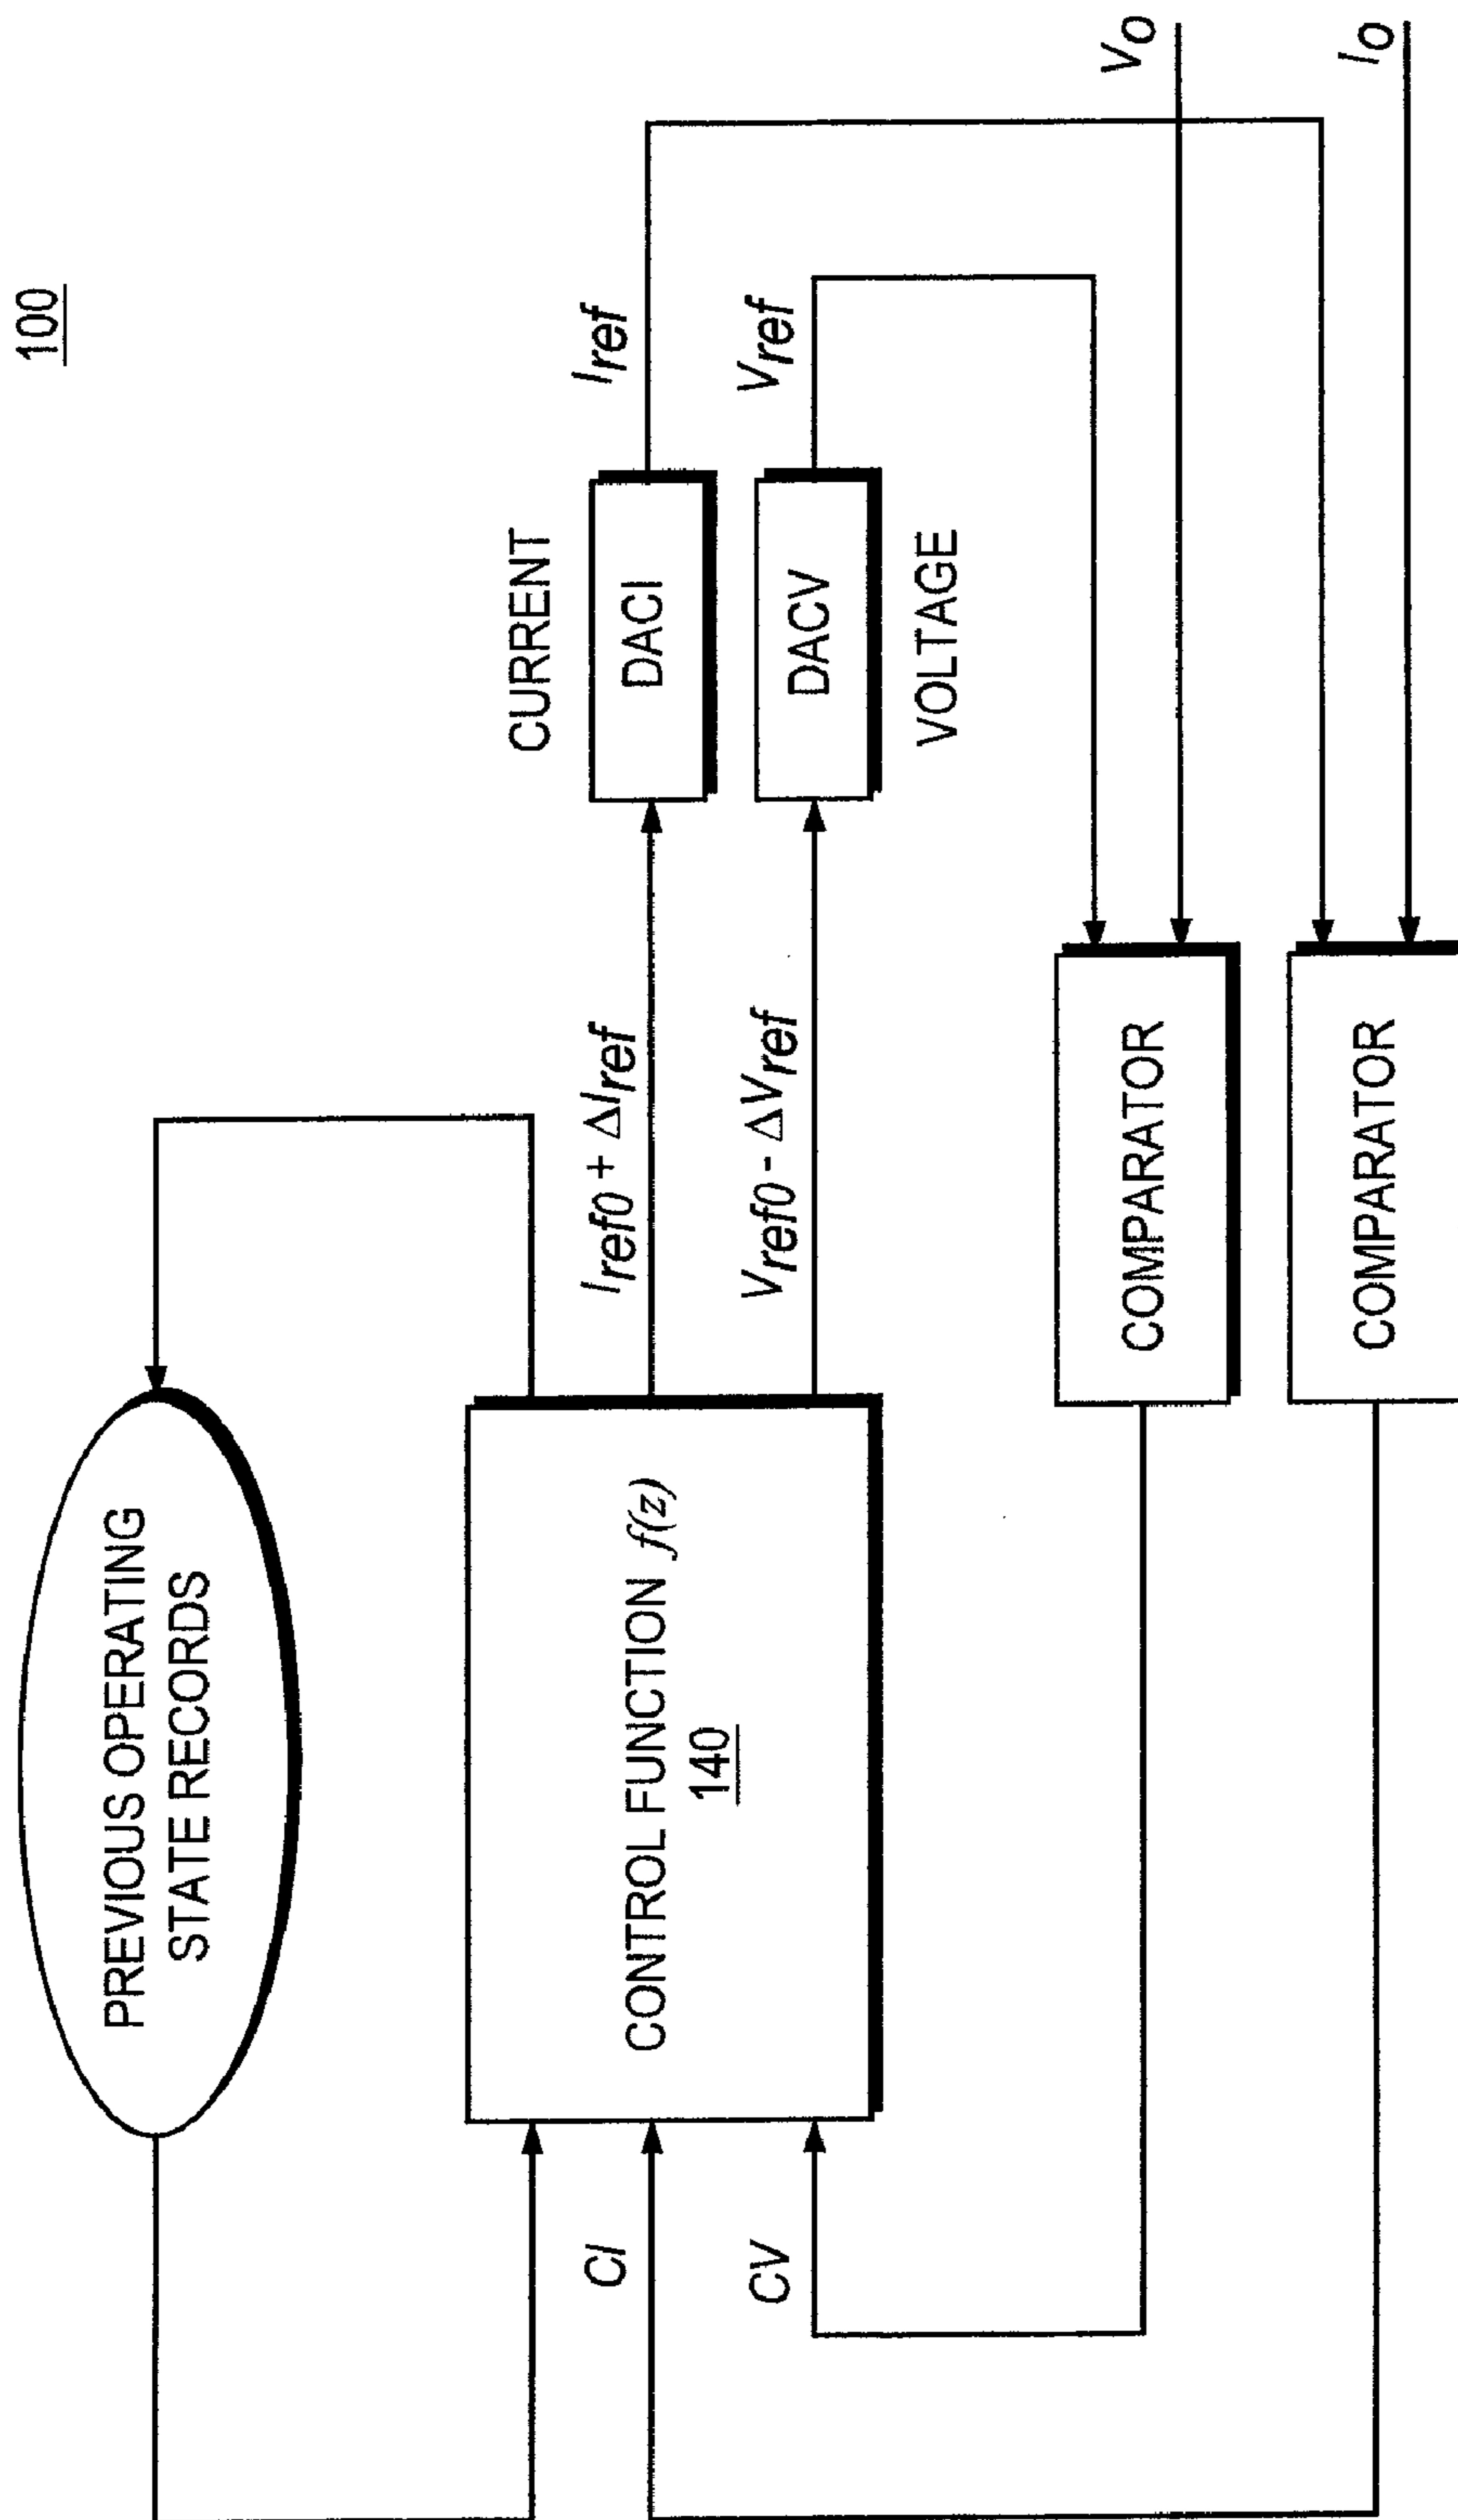 100
PREVIOUS OPERATING
STATE RECORDS
CONTROL FUNCTION f(z)
140
CI
CV
Iref0 + ΔIref
Vref0 - ΔVref
CURRENT
DACI
DACV
VOLTAGE
Iref
Vref
COMPARATOR
COMPARATOR
Vo
Io